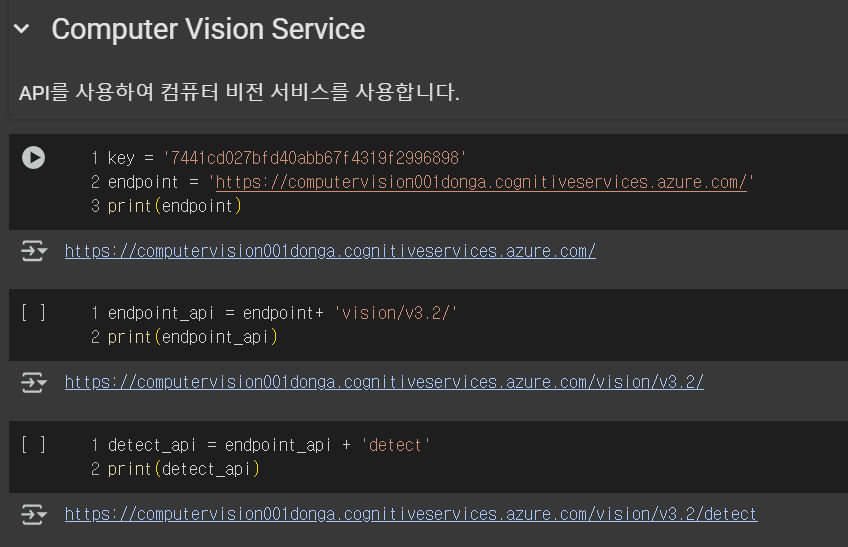 Computer Vision Service
API를 사용하여 컴퓨터 비전 서비스를 사용합니다.
1 key = '7441cd027bfd40abb67f4319f2996898'
2 endpoint = 'https://computervision001donga.cognitiveservices.azure.com/'
3 print(endpoint)
https://computervision001donga.cognitiveservices.azure.com/
[ ] 1 endpoint_api = endpoint+ 'vision/v3.2/'
2 print(endpoint_api)
https://computervision001donga.cognitiveservices.azure.com/vision/v3.2/
[ ] 1 detect_api = endpoint_api + 'detect'
2 print(detect_api)
https://computervision001donga.cognitiveservices.azure.com/vision/v3.2/detect